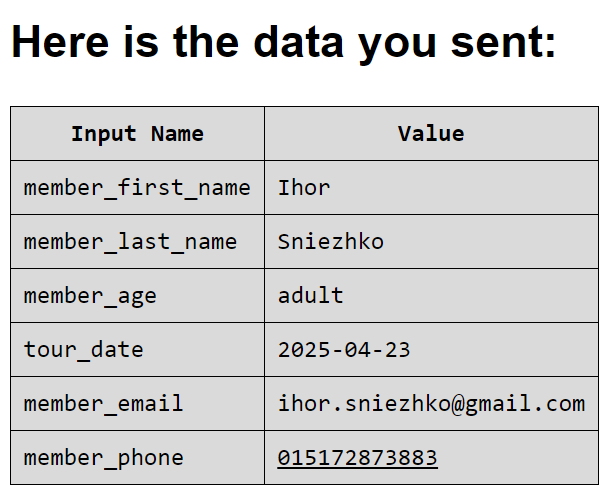 Here is the data you sent:
Input Name Value
member_first_name Ihor
member_last_name Sniezhko
member_age adult
tour_date 2025-04-23
member_email ihor.sniezhko@gmail.com
member_phone 015172873883